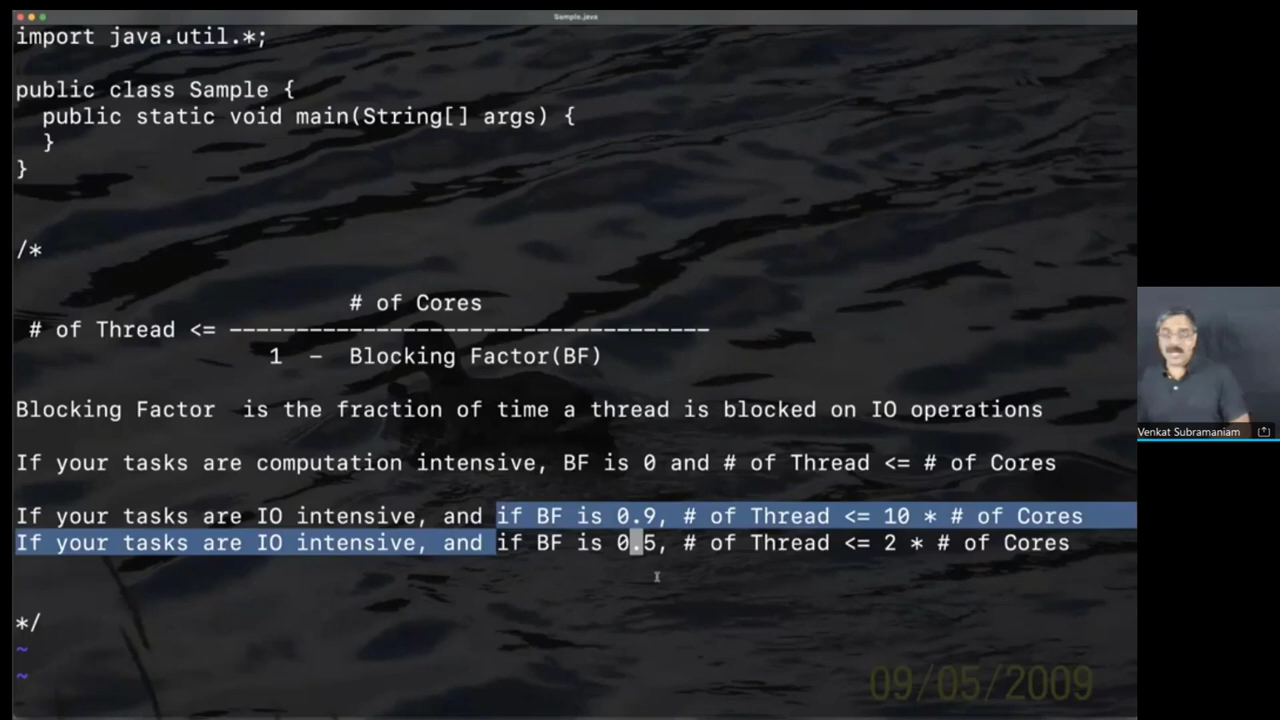 Sample.java
import java.util.*;
public class Sample {
public static void main(String[] args) {
}
}
/*
# of Cores
# of Thread <= ------------------------------------
1 - Blocking Factor(BF)
Blocking Factor is the fraction of time a thread is blocked on IO operations
If your tasks are computation intensive, BF is 0 and # of Thread <= # of Cores
If your tasks are IO intensive, and if BF is 0.9, # of Thread <= 10 * # of Cores
If your tasks are IO intensive, and if BF is 0.5, # of Thread <= 2 * # of Cores
*/
~
~
09/05/2009
Venkat Subramaniam